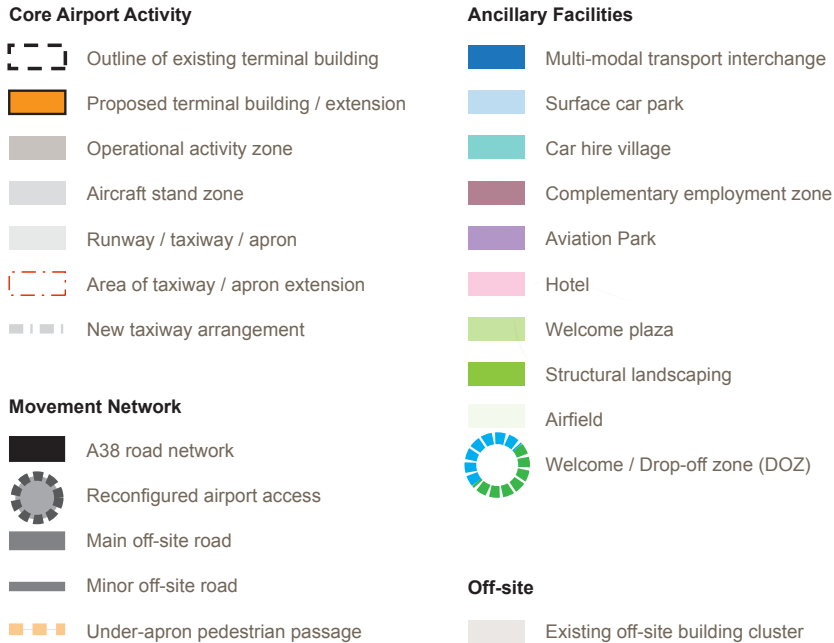 Core Airport Activity
Outline of existing terminal building
Proposed terminal building / extension
Operational activity zone
Aircraft stand zone
Runway / taxiway / apron
Area of taxiway / apron extension
New taxiway arrangement
Movement Network
A38 road network
Reconfigured airport access
Main off-site road
Minor off-site road
Under-apron pedestrian passage
Ancillary Facilities
Multi-modal transport interchange
Surface car park
Car hire village
Complementary employment zone
Aviation Park
Hotel
Welcome plaza
Structural landscaping
Airfield
Welcome / Drop-off zone (DOZ)
Off-site
Existing off-site building cluster